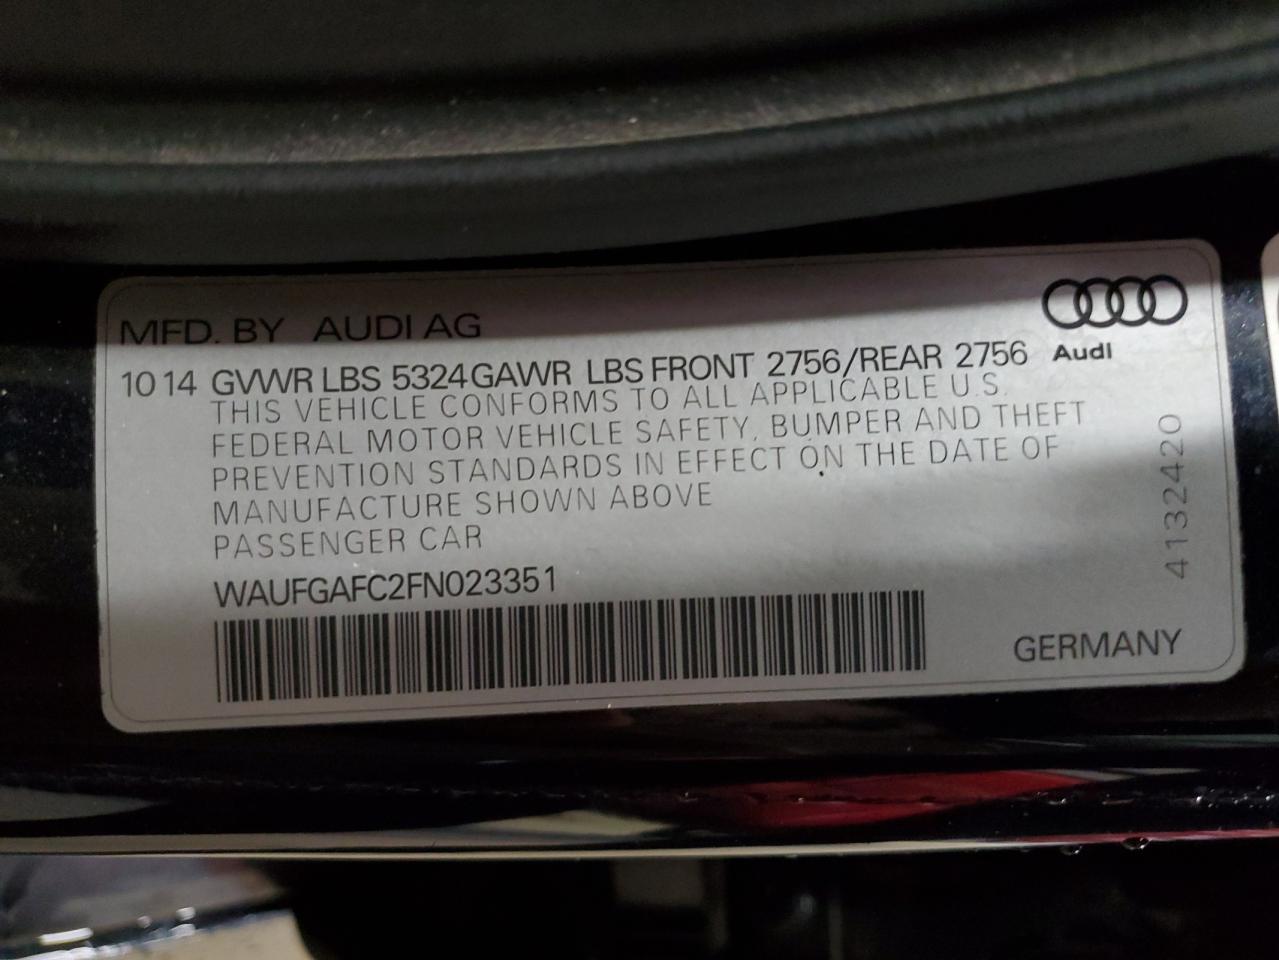 MFD. BY AUDI AG
Audi
10 14 GVWR LBS 5324 GAWR LBS FRONT 2756/REAR 2756
THIS VEHICLE CONFORMS TO ALL APPLICABLE U.S.
FEDERAL MOTOR VEHICLE SAFETY, BUMPER AND THEFT
PREVENTION STANDARDS IN EFFECT ON THE DATE OF
MANUFACTURE SHOWN ABOVE
PASSENGER CAR
WAUFGAFC2FN023351
GERMANY
4132420